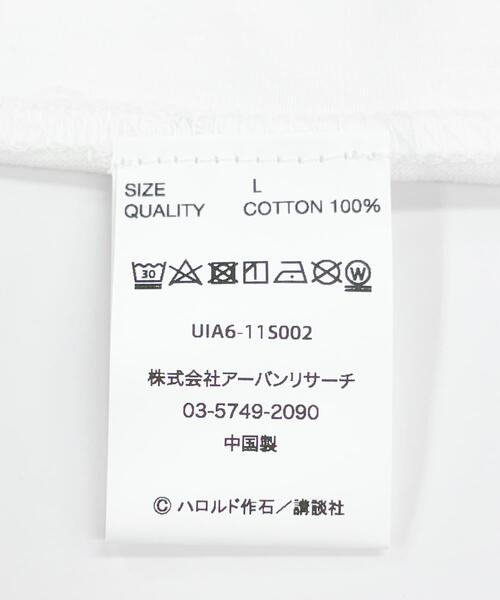 SIZE L
QUALITY COTTON 100%
30 W
UIA6-11S002
株式会社アーバンリサーチ
03-5749-2090
中国製
© ハロルド作石／講談社